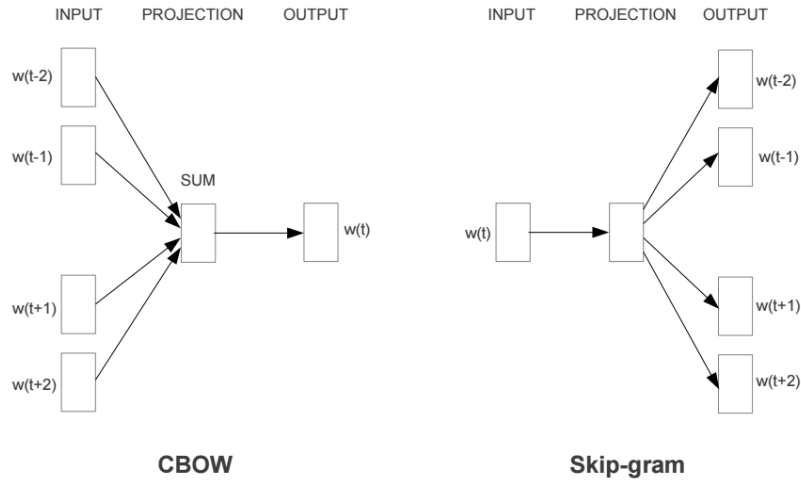 INPUT PROJECTION OUTPUT
w(t-2)
w(t-1)
SUM
w(t)
w(t+1)
w(t+2)
CBOW
INPUT PROJECTION OUTPUT
w(t-2)
w(t-1)
w(t)
w(t+1)
w(t+2)
Skip-gram